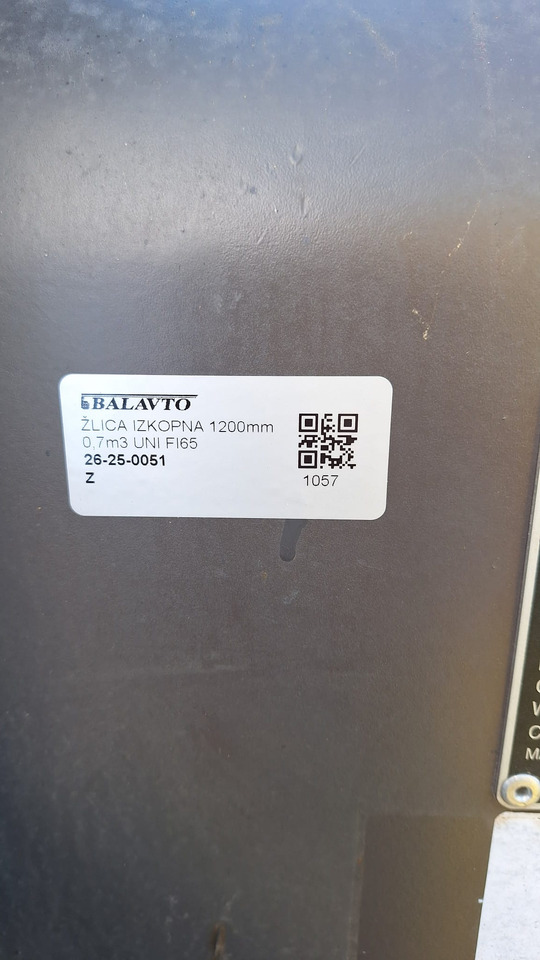 BALAVTO
ŽLICA IZKOPNA 1200mm
0,7m3 UNI FI65
26-25-0051
Z
1057